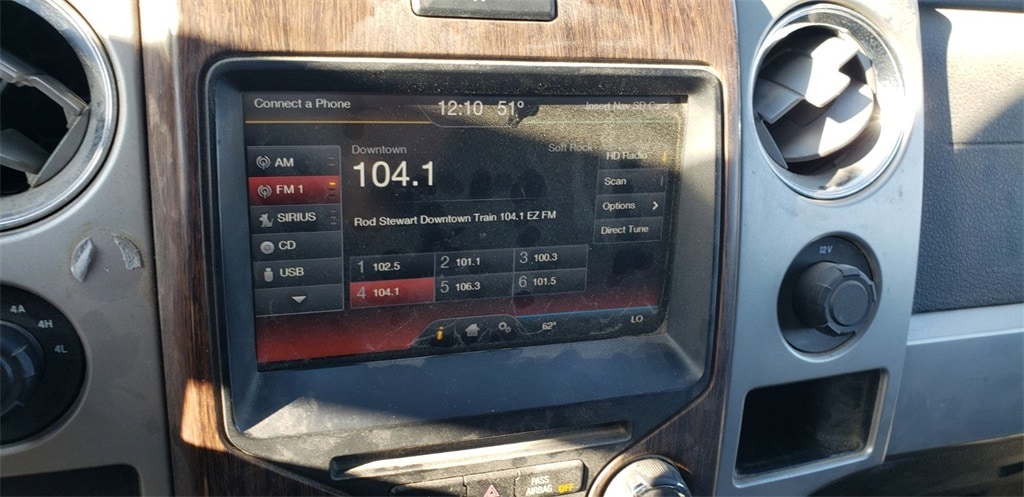 Connect a Phone 12:10 51° Insert Nav SD Card
Downtown Soft Rock
104.1
AM
FM 1
SIRIUS
CD
USB
Rod Stewart Downtown Train 104.1 EZ FM
HD Radio
Scan
Options >
Direct Tune
1 102.5 2 101.1 3 100.3
4 104.1 5 106.3 6 101.5
i 62° LO
4A
4H
4L
12V
PASS
AIRBAG OFF